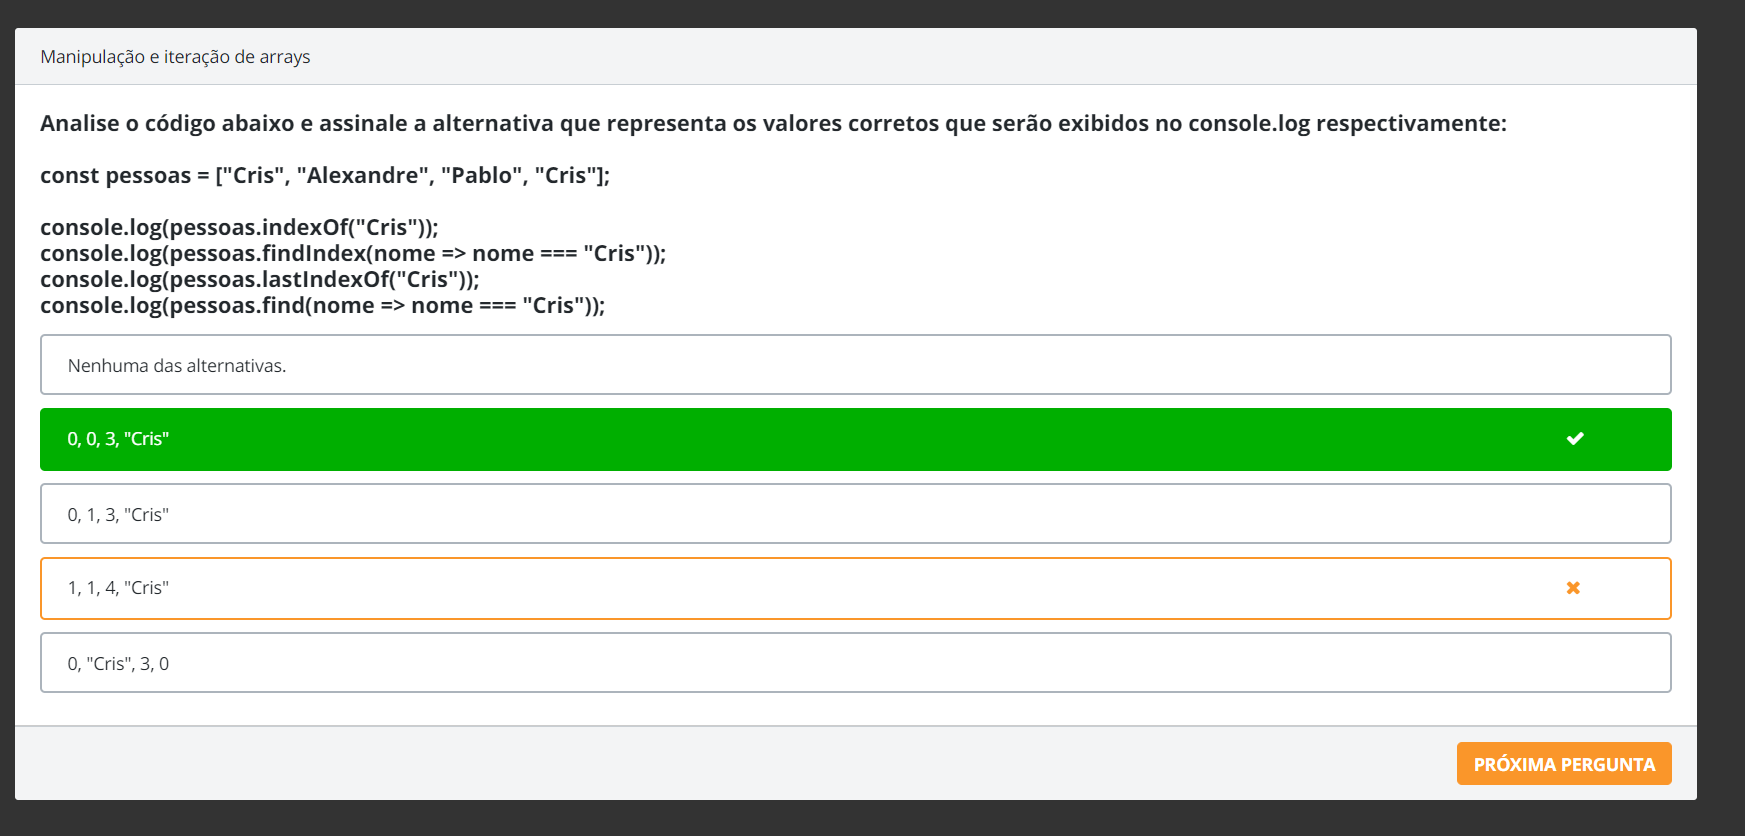 Manipulação e iteração de arrays
Analise o código abaixo e assinale a alternativa que representa os valores corretos que serão exibidos no console.log respectivamente:
const pessoas = ["Cris", "Alexandre", "Pablo", "Cris"];
console.log(pessoas.indexOf("Cris"));
console.log(pessoas.findIndex(nome => nome === "Cris"));
console.log(pessoas.lastIndexOf("Cris"));
console.log(pessoas.find(nome => nome === "Cris"));
Nenhuma das alternativas.
0, 0, 3, "Cris"
0, 1, 3, "Cris"
1, 1, 4, "Cris"
0, "Cris", 3, 0
PRÓXIMA PERGUNTA